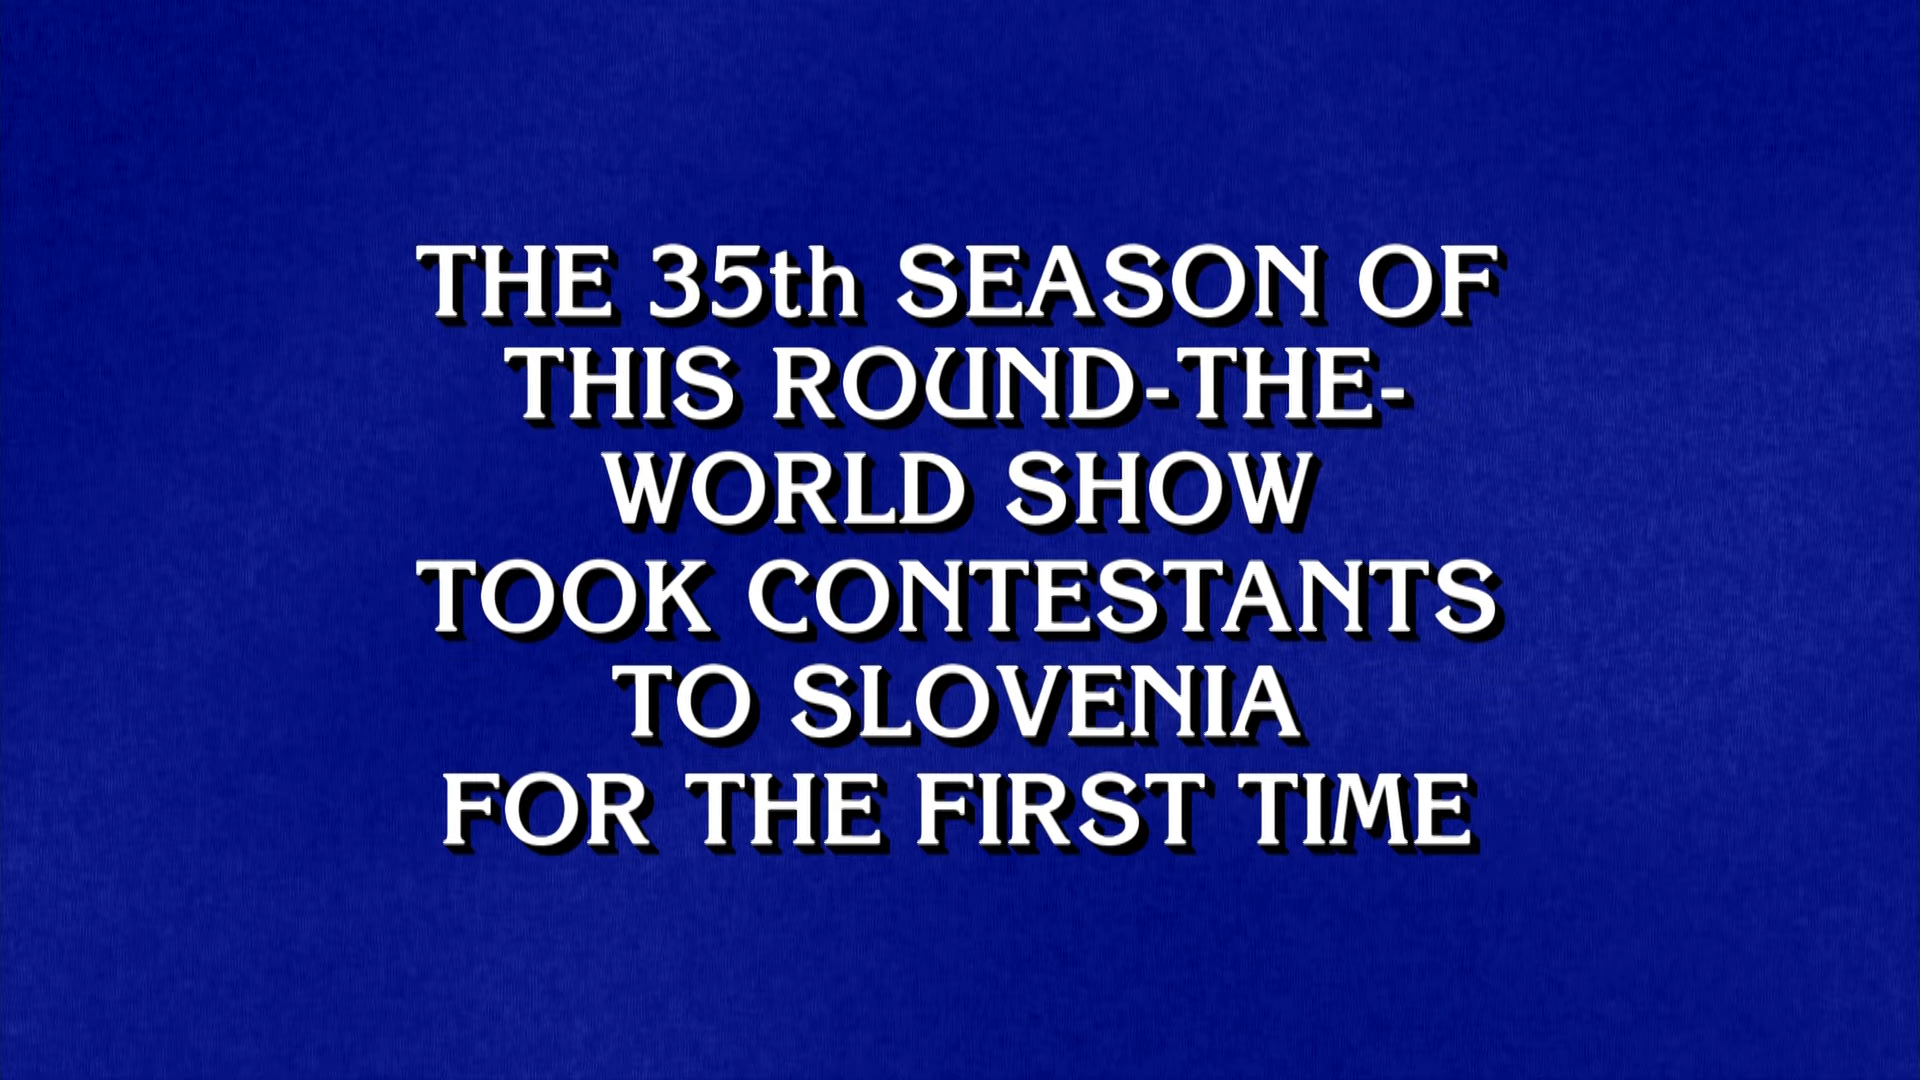 THE 35th SEASON OF
THIS ROUND-THE-
WORLD SHOW
TOOK CONTESTANTS
TO SLOVENIA
FOR THE FIRST TIME